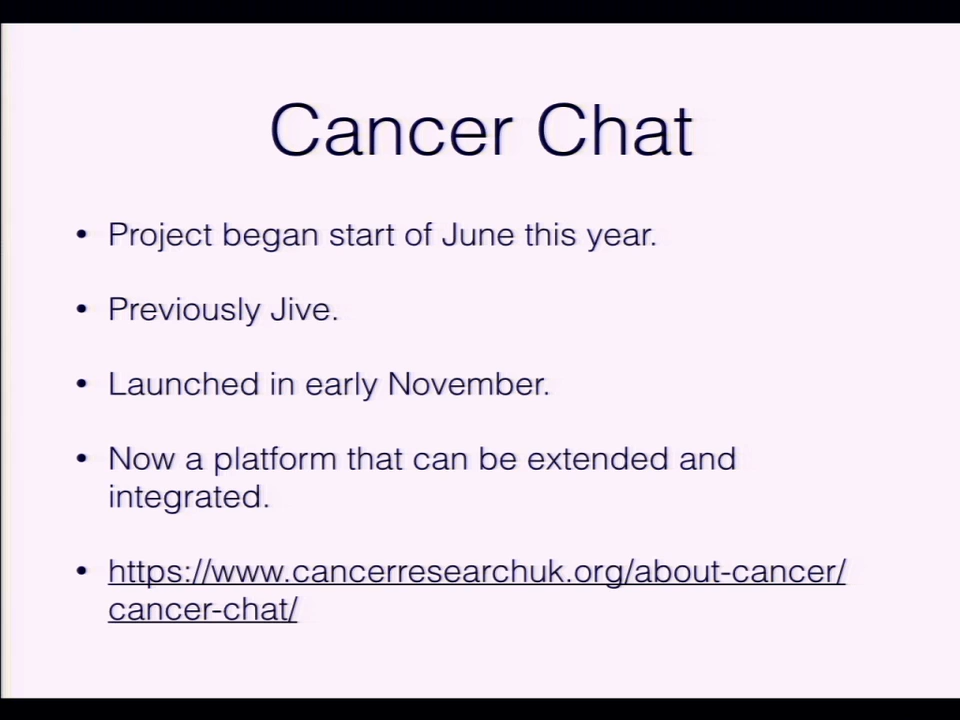 Cancer Chat
• Project began start of June this year.
• Previously Jive.
• Launched in early November.
• Now a platform that can be extended and
integrated.
• https://www.cancerresearchuk.org/about-cancer/
cancer-chat/